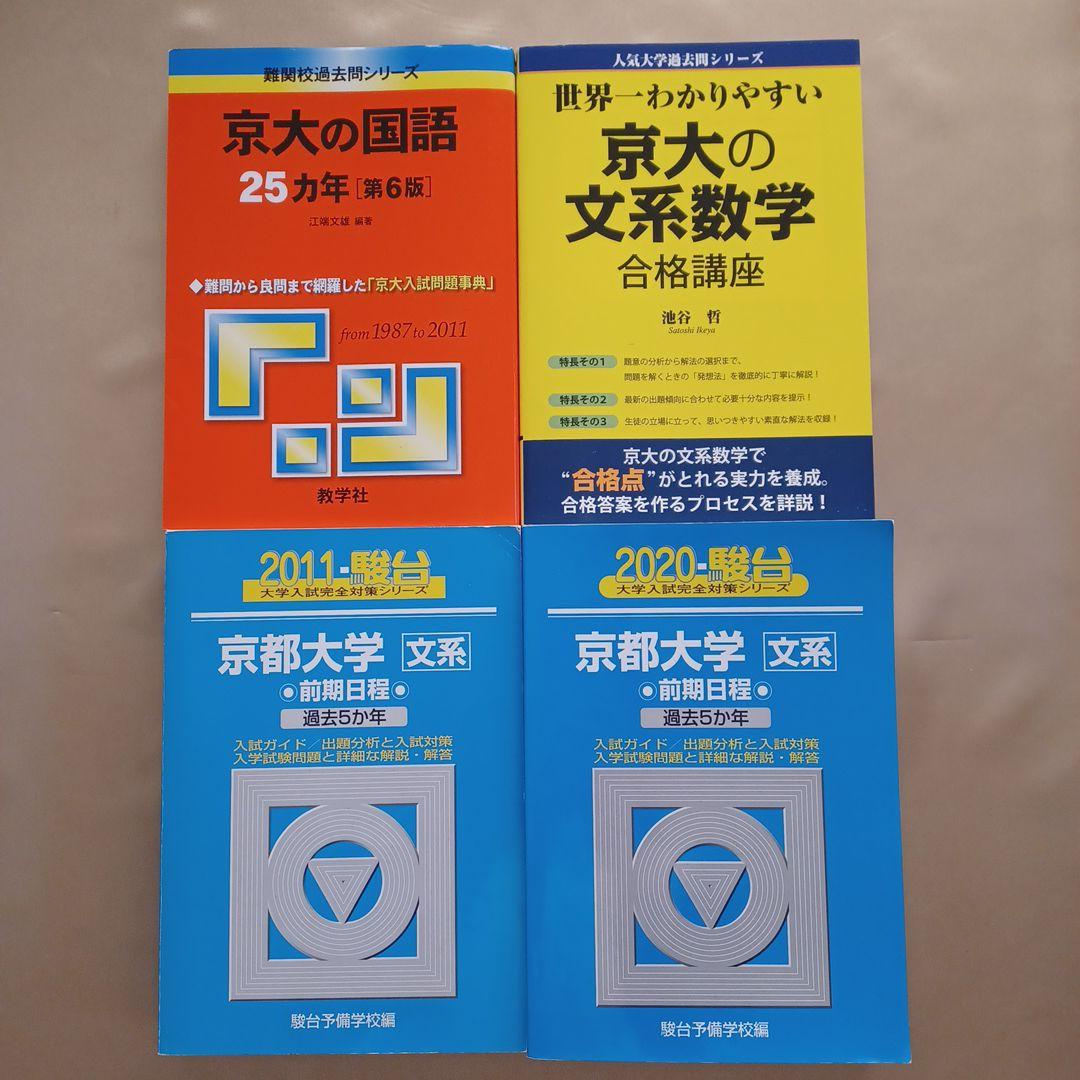 難関校過去問シリーズ
京大の国語
25カ年[第6版]
江端文雄 編著
◆難問から良問まで網羅した「京大入試問題事典」
from 1987 to 2011
教学社
人気大学過去問シリーズ
世界一わかりやすい
京大の
文系数学
合格講座
池谷 哲
Satoshi Ikeya
特長その1 題意の分析から解法の選択まで、
問題を解くときの「発想法」を徹底的に丁寧に解説!
特長その2 最新の出題傾向に合わせて必要十分な内容を提示!
特長その3 生徒の立場に立って、思いつきやすい素直な解法を収録!
京大の文系数学で
“合格点”がとれる実力を養成。
合格答案を作るプロセスを詳説!
2011-駿台
大学入試完全対策シリーズ
京都大学 文系
前期日程
過去5か年
入試ガイド/出題分析と入試対策
入学試験問題と詳細な解説・解答
駿台予備学校編
2020-駿台
大学入試完全対策シリーズ
京都大学 文系
前期日程
過去5か年
入試ガイド/出題分析と入試対策
入学試験問題と詳細な解説・解答
駿台予備学校編